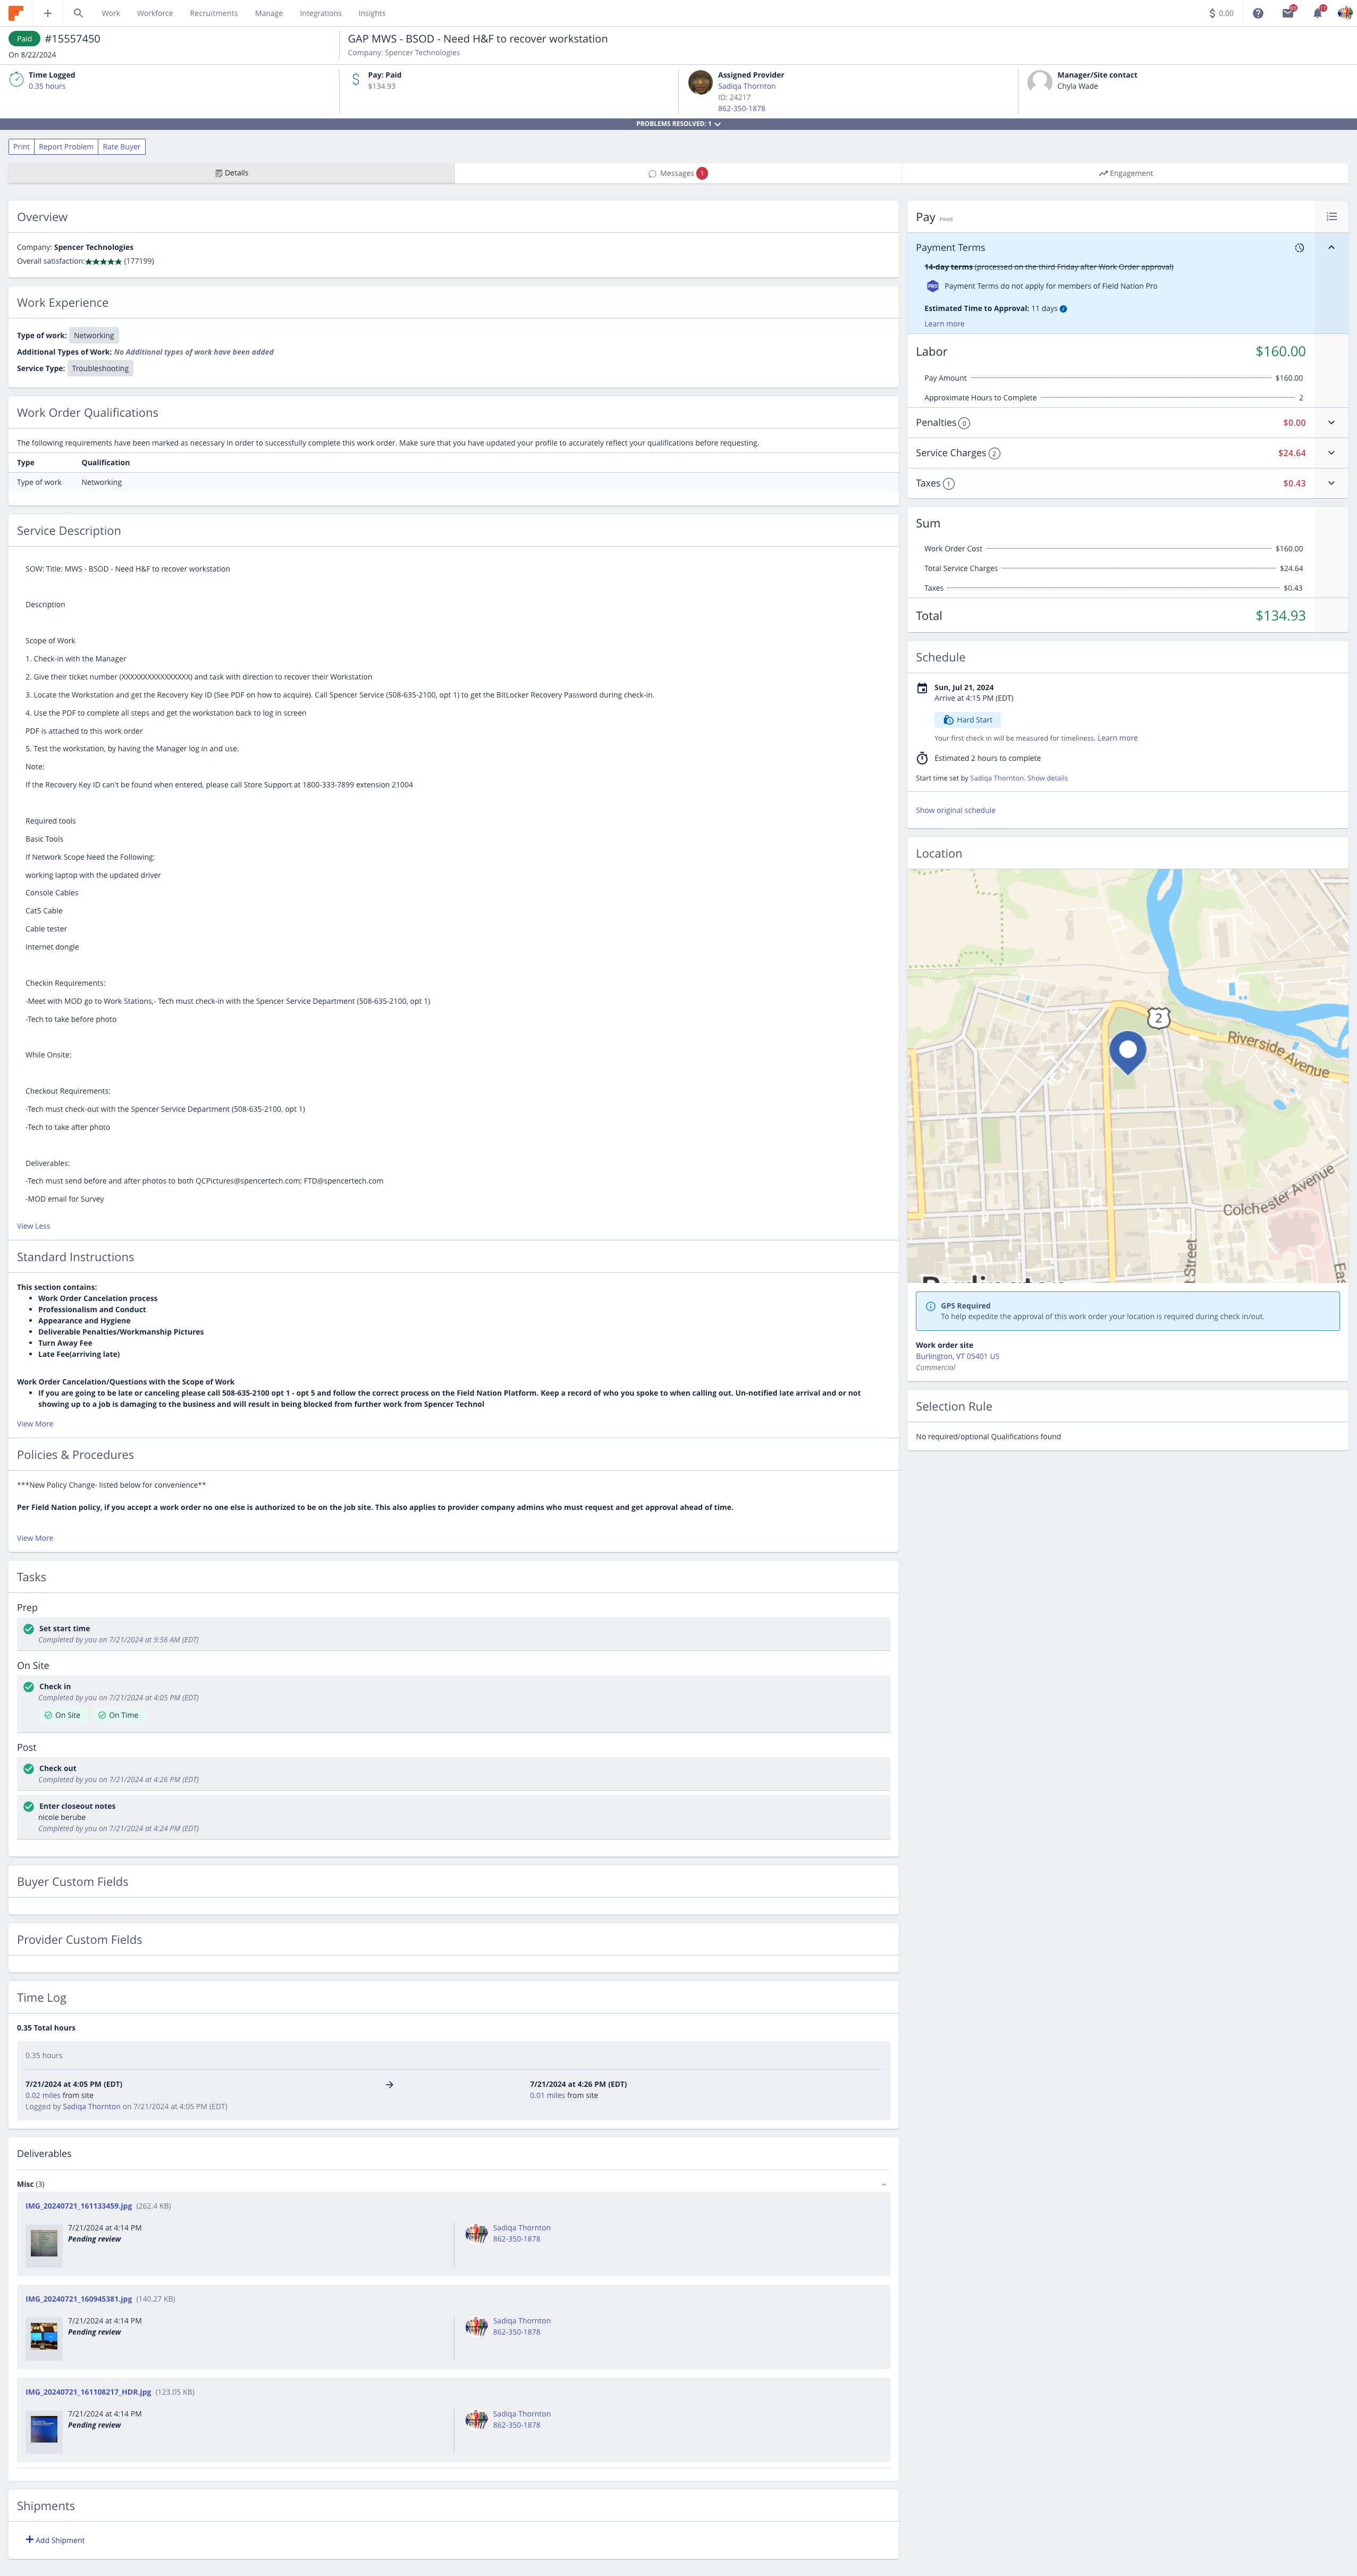 Work Workforce Recruitments Manage Integrations Insights
$ 0.00
Paid #15557450
On 8/22/2024
GAP MWS - BSOD - Need H&F to recover workstation
Company: Spencer Technologies
Time Logged
0.35 hours
Pay: Paid
$134.93
Assigned Provider
Sadiqa Thornton
ID: 24217
862-350-1878
Manager/Site contact
Chyla Wade
PROBLEMS RESOLVED: 1
Print Report Problem Rate Buyer
Details
Messages 1
Engagement
Overview
Company: Spencer Technologies
Overall satisfaction:★★★★★ (177199)
Work Experience
Type of work: Networking
Additional Types of Work: No Additional types of work have been added
Service Type: Troubleshooting
Work Order Qualifications
The following requirements have been marked as necessary in order to successfully complete this work order. Make sure that you have updated your profile to accurately reflect your qualifications before requesting.
Type Qualification
Type of work Networking
Service Description
SOW: Title: MWS - BSOD - Need H&F to recover workstation
Description
Scope of Work
1. Check-in with the Manager
2. Give their ticket number (XXXXXXXXXXXXXXXX) and task with direction to recover their Workstation
3. Locate the Workstation and get the Recovery Key ID (See PDF on how to acquire). Call Spencer Service (508-635-2100, opt 1) to get the BitLocker Recovery Password during check-in.
4. Use the PDF to complete all steps and get the workstation back to log in screen
PDF is attached to this work order
5. Test the workstation, by having the Manager log in and use.
Note:
If the Recovery Key ID can't be found when entered, please call Store Support at 1800-333-7899 extension 21004
Required tools
Basic Tools
If Network Scope Need the Following:
working laptop with the updated driver
Console Cables
Cat5 Cable
Cable tester
Internet dongle
Checkin Requirements:
-Meet with MOD go to Work Stations,- Tech must check-in with the Spencer Service Department (508-635-2100, opt 1)
-Tech to take before photo
While Onsite:
Checkout Requirements:
-Tech must check-out with the Spencer Service Department (508-635-2100, opt 1)
-Tech to take after photo
Deliverables:
-Tech must send before and after photos to both QCPictures@spencertech.com; FTD@spencertech.com
-MOD email for Survey
View Less
Standard Instructions
This section contains:
• Work Order Cancelation process
• Professionalism and Conduct
• Appearance and Hygiene
• Deliverable Penalties/Workmanship Pictures
• Turn Away Fee
• Late Fee(arriving late)
Work Order Cancelation/Questions with the Scope of Work
• If you are going to be late or canceling please call 508-635-2100 opt 1 - opt 5 and follow the correct process on the Field Nation Platform. Keep a record of who you spoke to when calling out. Un-notified late arrival and or not
showing up to a job is damaging to the business and will result in being blocked from further work from Spencer Technol
View More
Policies & Procedures
***New Policy Change- listed below for convenience**
Per Field Nation policy, if you accept a work order no one else is authorized to be on the job site. This also applies to provider company admins who must request and get approval ahead of time.
View More
Tasks
Prep
Set start time
Completed by you on 7/21/2024 at 9:56 AM (EDT)
On Site
Check in
Completed by you on 7/21/2024 at 4:05 PM (EDT)
On Site On Time
Post
Check out
Completed by you on 7/21/2024 at 4:26 PM (EDT)
Enter closeout notes
nicole berube
Completed by you on 7/21/2024 at 4:24 PM (EDT)
Buyer Custom Fields
Provider Custom Fields
Time Log
0.35 Total hours
0.35 hours
7/21/2024 at 4:05 PM (EDT)
0.02 miles from site
Logged by Sadiqa Thornton on 7/21/2024 at 4:05 PM (EDT)
7/21/2024 at 4:26 PM (EDT)
0.01 miles from site
Deliverables
Misc (3)
IMG_20240721_161133459.jpg (262.4 KB)
7/21/2024 at 4:14 PM
Pending review
Sadiqa Thornton
862-350-1878
IMG_20240721_160945381.jpg (140.27 KB)
7/21/2024 at 4:14 PM
Pending review
Sadiqa Thornton
862-350-1878
IMG_20240721_161108217_HDR.jpg (123.05 KB)
7/21/2024 at 4:14 PM
Pending review
Sadiqa Thornton
862-350-1878
Shipments
Add Shipment
Pay Fixed
Payment Terms
14-day terms (processed on the third Friday after Work Order approval)
PRO Payment Terms do not apply for members of Field Nation Pro
Estimated Time to Approval: 11 days
Learn more
Labor $160.00
Pay Amount $160.00
Approximate Hours to Complete 2
Penalties 0 $0.00
Service Charges 2 $24.64
Taxes 1 $0.43
Sum
Work Order Cost $160.00
Total Service Charges $24.64
Taxes $0.43
Total $134.93
Schedule
Sun, Jul 21, 2024
Arrive at 4:15 PM (EDT)
Hard Start
Your first check in will be measured for timeliness. Learn more
Estimated 2 hours to complete
Start time set by Sadiqa Thornton. Show details
Show original schedule
Location
2
Riverside Avenue
Colchester Avenue
Street
Eas
Burlington
GPS Required
To help expedite the approval of this work order your location is required during check in/out.
Work order site
Burlington, VT 05401 US
Commercial
Selection Rule
No required/optional Qualifications found